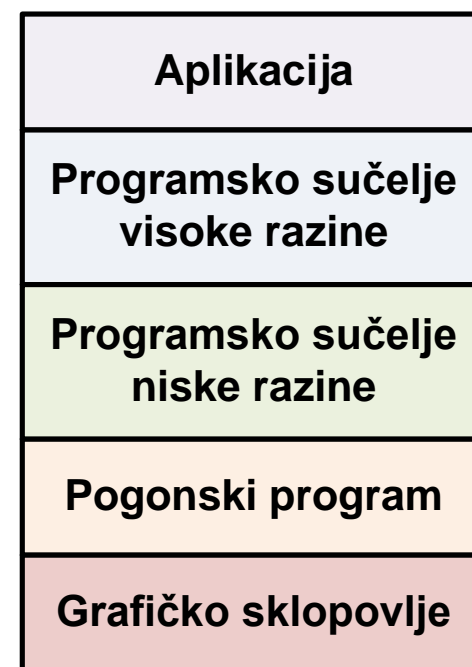 Aplikacija
Programsko sučelje
visoke razine
Programsko sučelje
niske razine
Pogonski program
Grafičko sklopovlje